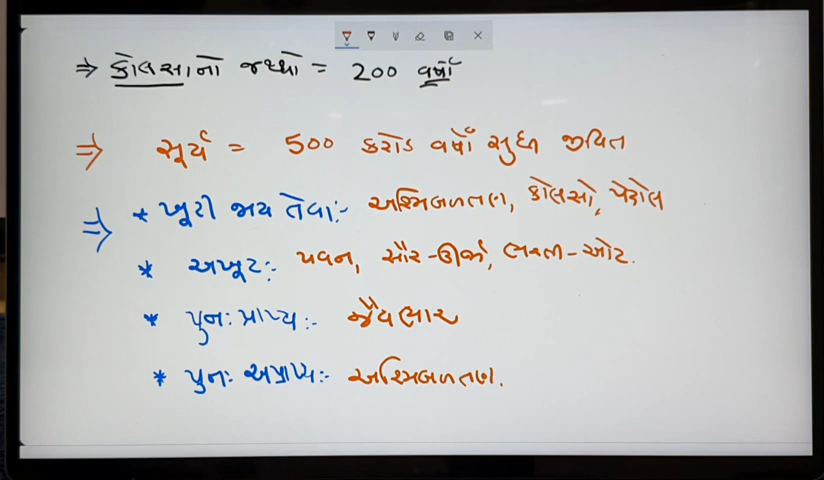 ⇒ કોલસાનો જથ્થો = 200 વર્ષો
⇒ સૂર્ય = 500 કરોડ વર્ષો સુધી જીવિત
⇒ * ખૂટી જાય તેવા:- અશ્મિબળતણ, કોલસો, પેટ્રોલ
* અખૂટ:- પવન, સૌર-ઊર્જા, ભરતી-ઓટ.
* પુનઃ પ્રાપ્ય:- જૈવભાર
* પુનઃ અપ્રાપ્ય:- અશ્મિબળતણ.